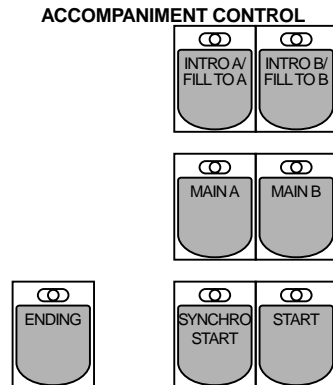 ACCOMPANIMENT CONTROL
INTRO A/
FILL TO A
INTRO B/
FILL TO B
MAIN A
MAIN B
ENDING
SYNCHRO
START
START